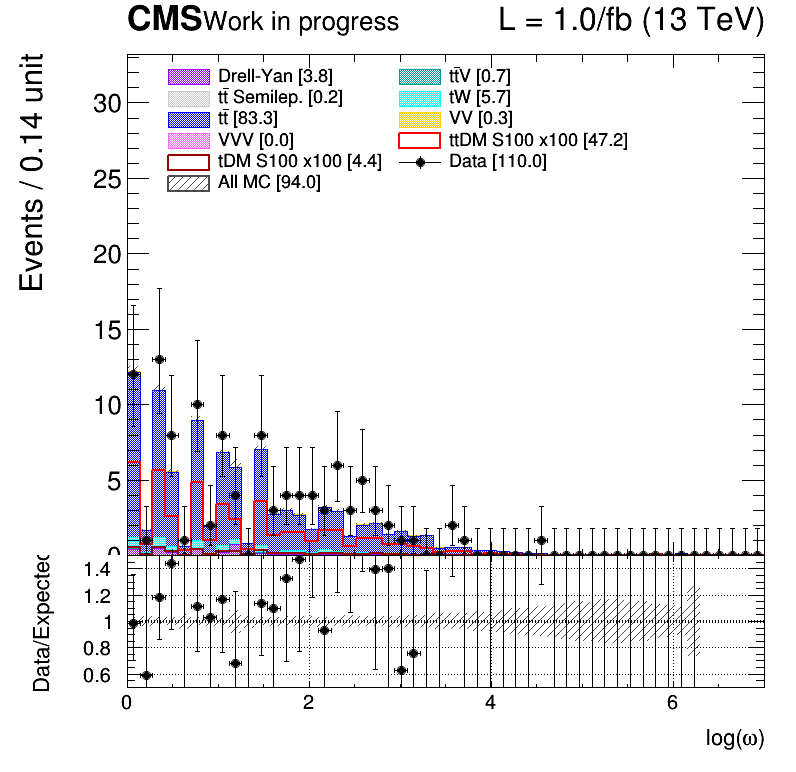 CMS Work in progress L = 1.0/fb (13 TeV)
Events / 0.14 unit
Drell-Yan [3.8] tt̄V [0.7]
tt̄ Semilep. [0.2] tW [5.7]
tt̄ [83.3] VV [0.3]
VVV [0.0] ttDM S100 x100 [47.2]
tDM S100 x100 [4.4] Data [110.0]
All MC [94.0]
30
25
20
15
10
5
0
Data/Expected
1.4
1.2
1
0.8
0.6
0 2 4 6
log(ω)